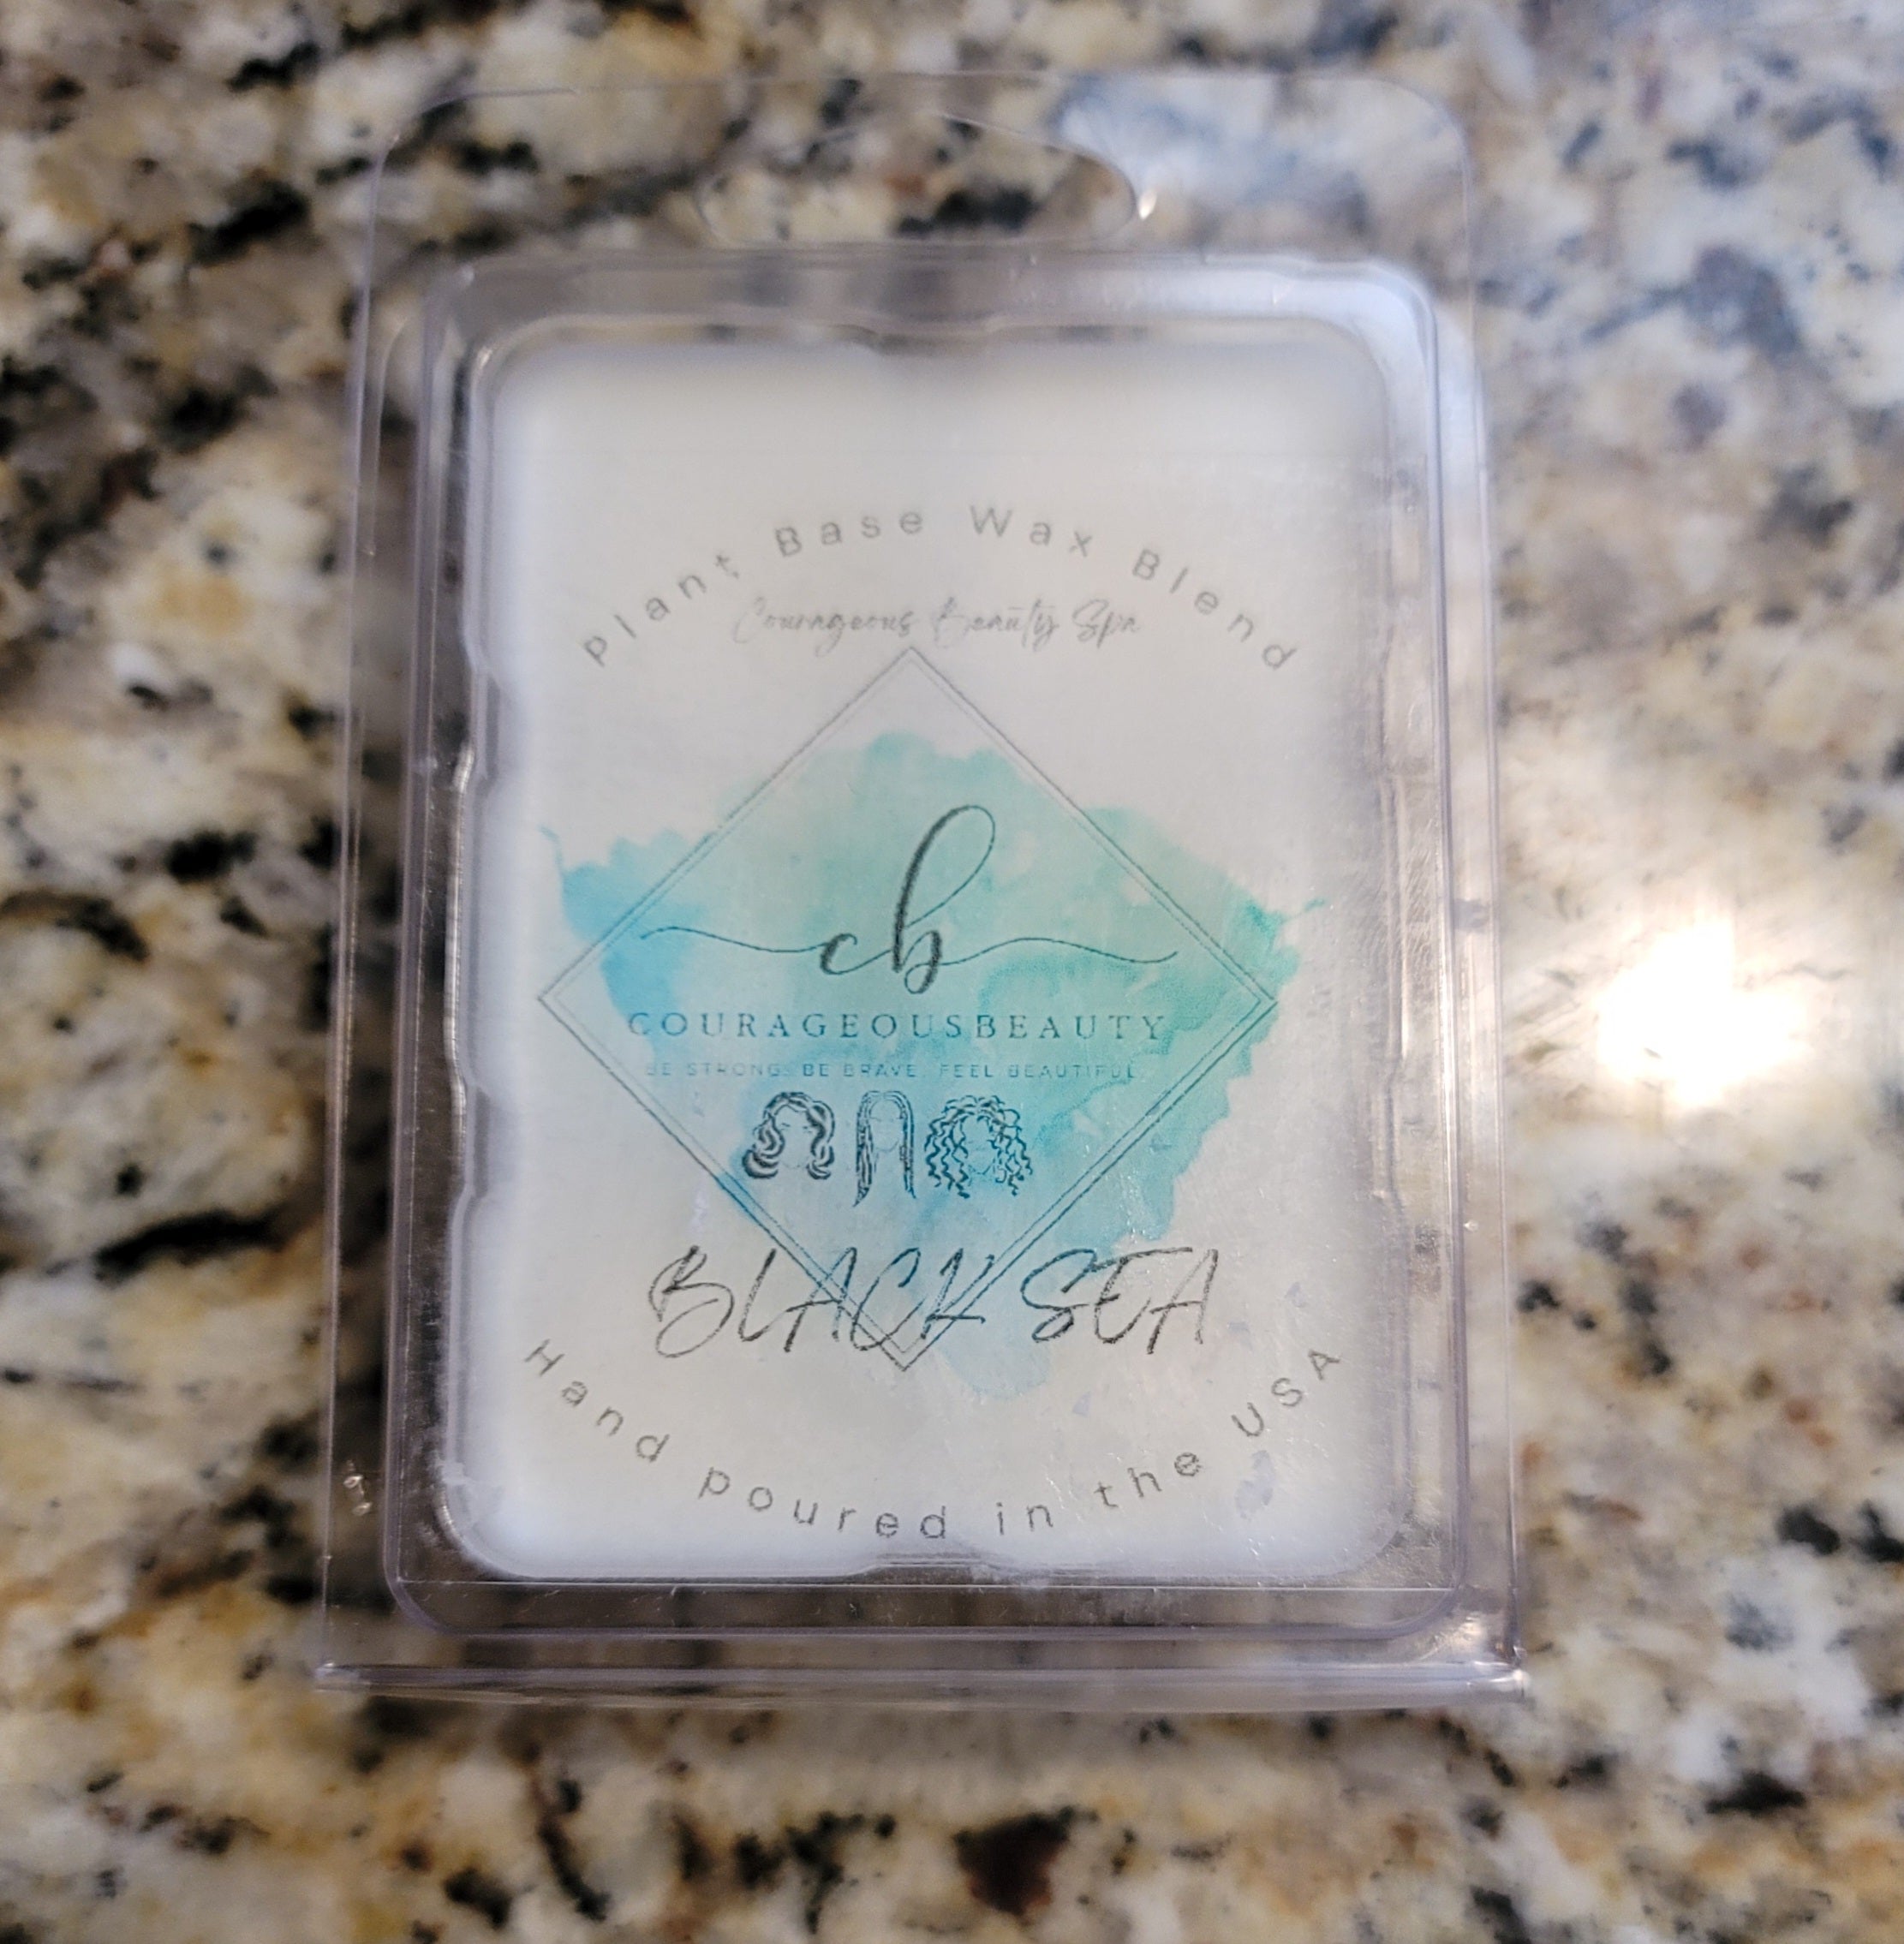 Plant Base Wax Blend
Courageous Beauty Spa
cb
COURAGEOUSBEAUTY
BE STRONG. BE BRAVE. FEEL BEAUTIFUL.
BLACK SEA
Hand poured in the USA